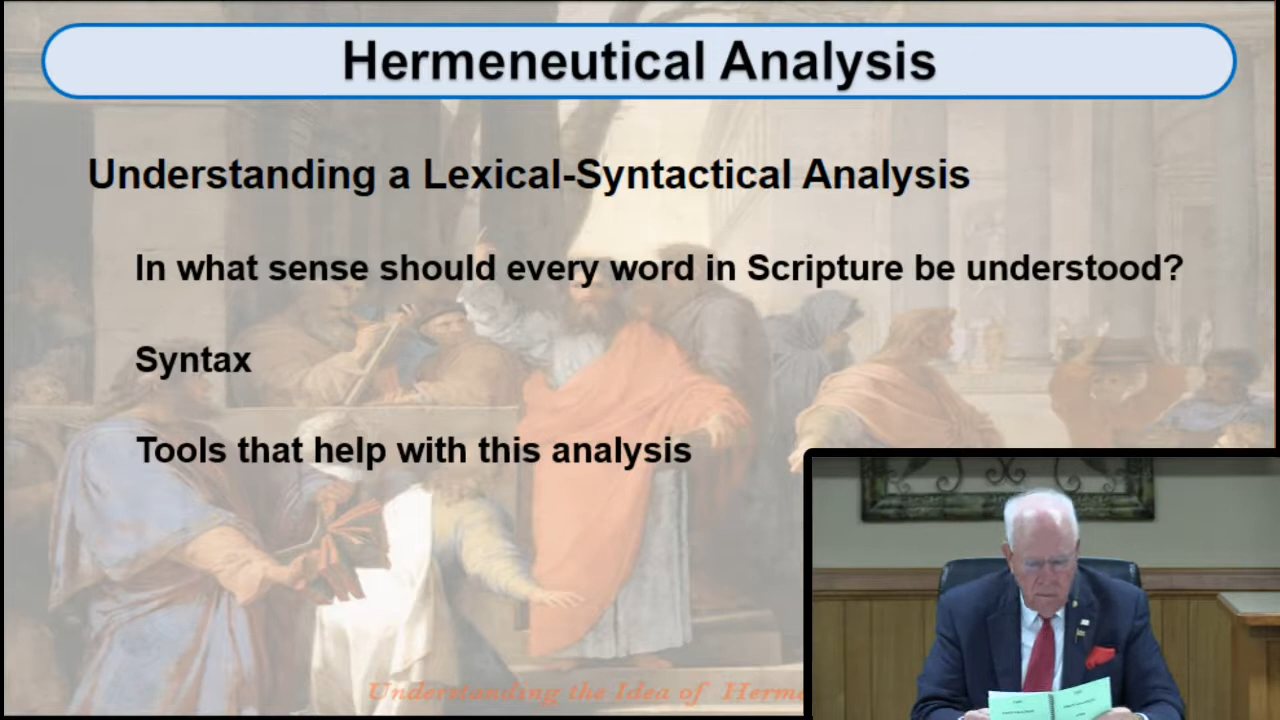 Hermeneutical Analysis
Understanding a Lexical-Syntactical Analysis
In what sense should every word in Scripture be understood?
Syntax
Tools that help with this analysis
Understanding the Idea of Herme